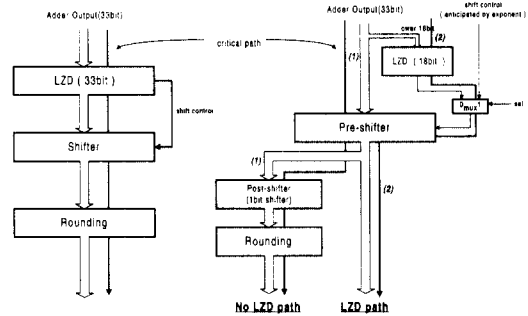 Adder Output(33bit)
LZD ( 33bit )
shift control
Shifter
Rounding
critical path
Adder Output(33bit)
ower 18bit
(1)
(2)
shift control
( anticipated by exponent )
LZD ( 18bit )
sel
Pre-shifter
(1)
(2)
Post-shifter
(1bit shifter)
Rounding
No LZD path
LZD path